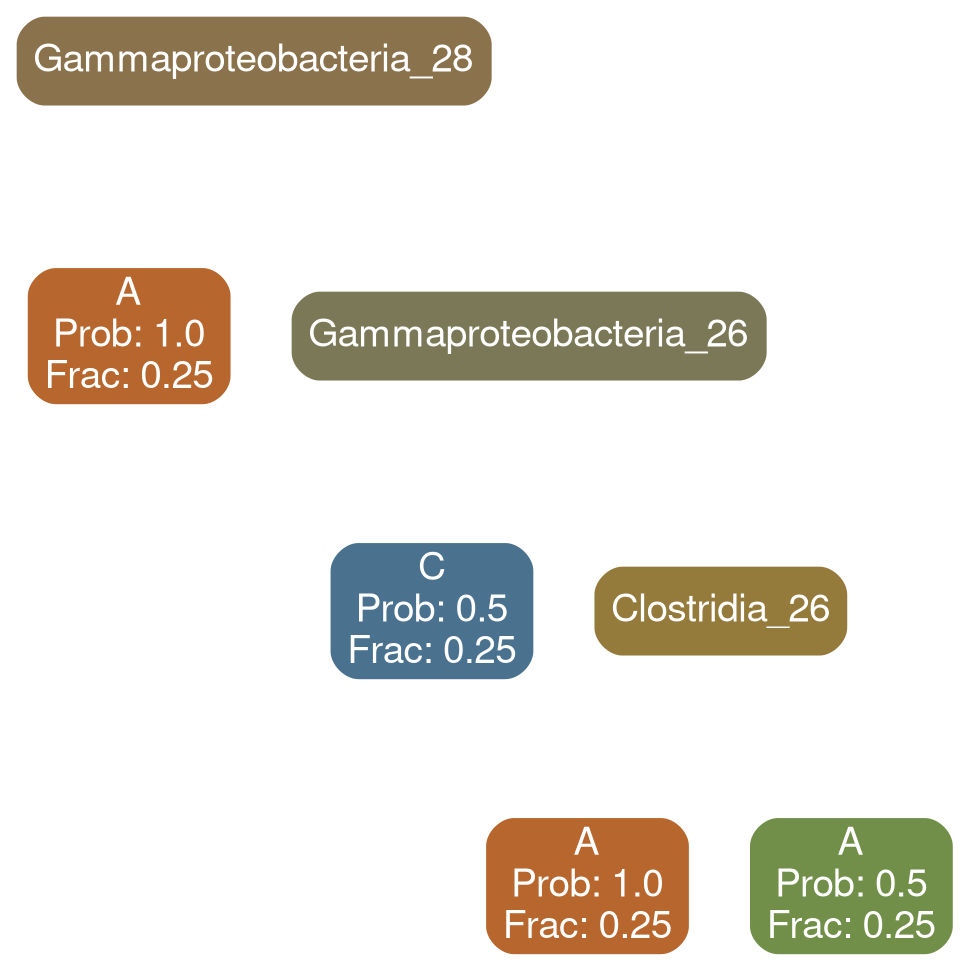 Gammaproteobacteria_28
A
Prob: 1.0
Frac: 0.25
Gammaproteobacteria_26
C
Prob: 0.5
Frac: 0.25
Clostridia_26
A
Prob: 1.0
Frac: 0.25
A
Prob: 0.5
Frac: 0.25